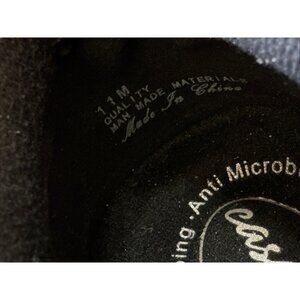 11M
QUALITY
MAN MADE MATERIALS
Made In China
· Anti Microb